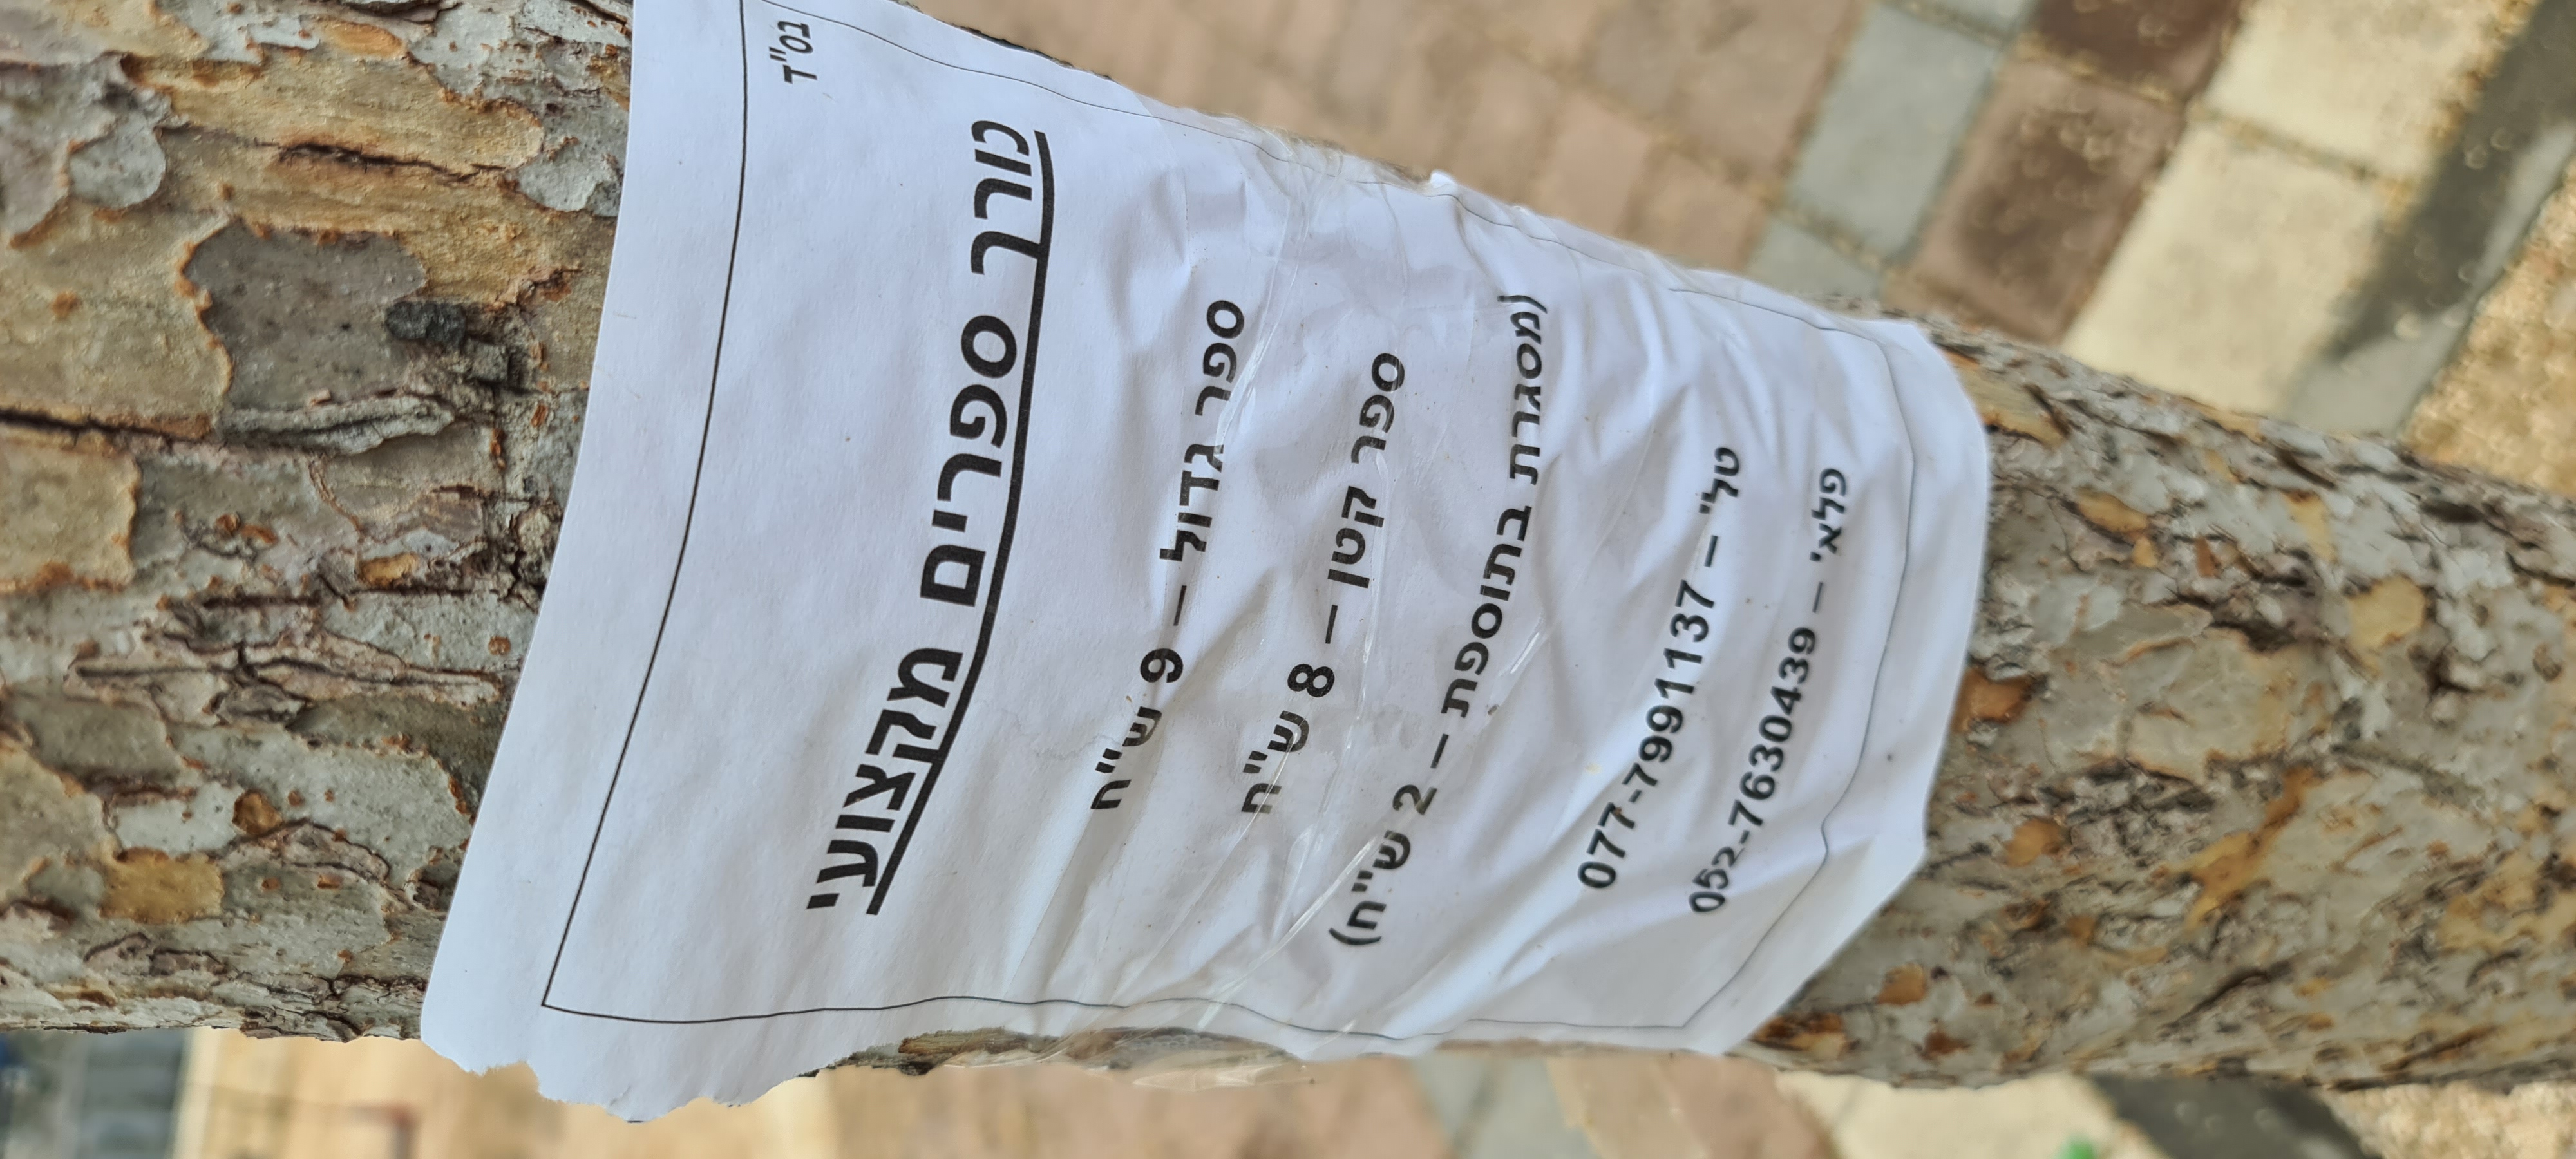 בס"ד
כורך ספרים מקצועי
ספר גדול – 9 ש"ח
ספר קטן – 8 ש"ח
(מסגרת בתוספת – 2 ש"ח)
טל' – 077-7991137
פלא' – 052-7630439